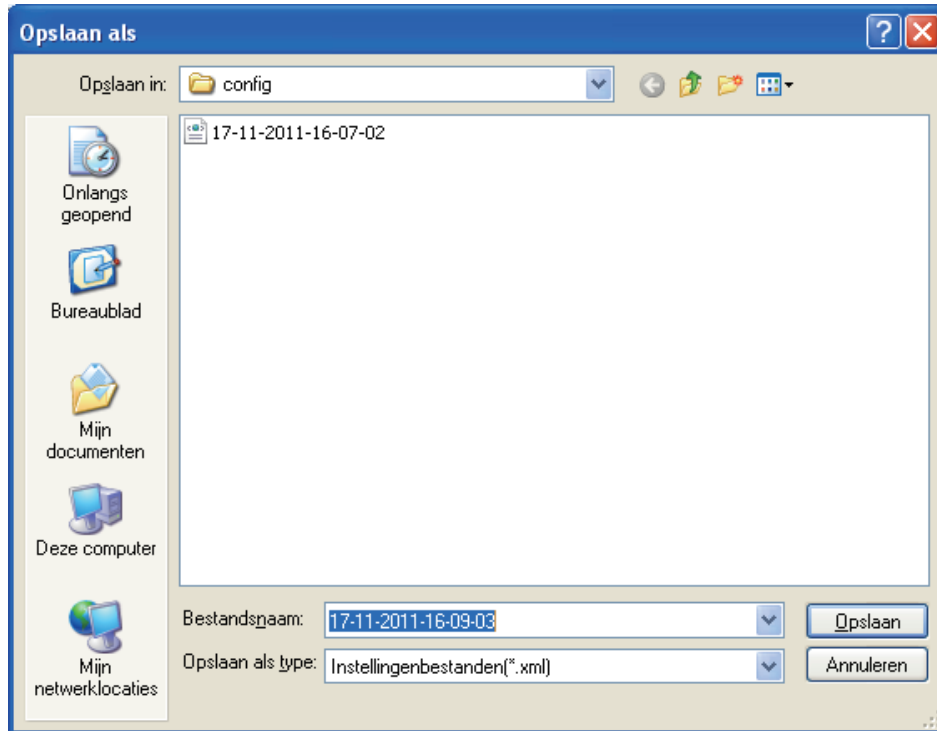 Opslaan als
Opslaan in: config
17-11-2011-16-07-02
Onlangs
geopend
Bureaublad
Mijn
documenten
Deze computer
Mijn
netwerklocaties
Bestandsnaam: 17-11-2011-16-09-03 Opslaan
Opslaan als type: Instellingenbestanden(*.xml) Annuleren